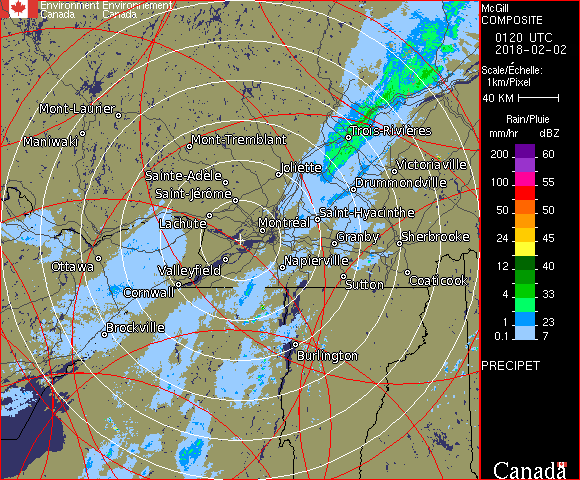 Environment Environnement
Canada Canada
McGill
COMPOSITE
0120 UTC
2018-02-02
Scale/Échelle:
1km/Pixel
40 KM
Rain/Pluie
mm/hr dBZ
200 60
100 55
50 50
24 45
12 40
4 33
1 23
0.1 7
PRECIPET
Canada
Mont-Laurier
Maniwaki
Mont-Tremblant
Trois-Rivières
Joliette
Victoriaville
Sainte-Adèle
Drummondville
Saint-Jérôme
Lachute
Saint-Hyacinthe
Montréal
Granby
Sherbrooke
Ottawa
Valleyfield
Napierville
Cornwall
Sutton
Coaticook
Brockville
Burlington